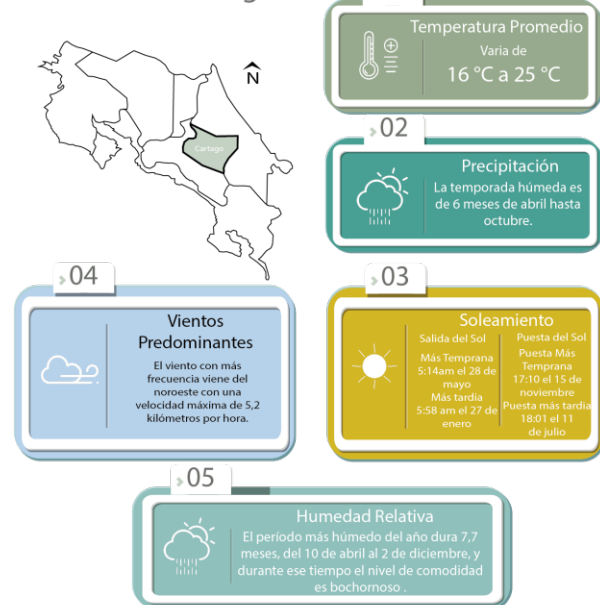 Temperatura Promedio
Varia de
16 °C a 25 °C
N
Cartago
02
Precipitación
La temporada húmeda es
de 6 meses de abril hasta
octubre.
03
Soleamiento
Salida del Sol
Más Temprana
5:14am el 28 de
mayo
Más tardia
5:58 am el 27 de
enero
Puesta del Sol
Puesta Más
Temprana
17:10 el 15 de
noviembre
Puesta más tardia
18:01 el 11
de julio
04
Vientos
Predominantes
El viento con más
frecuencia viene del
noroeste con una
velocidad máxima de 5,2
kilómetros por hora.
05
Humedad Relativa
El período más húmedo del año dura 7,7
meses, del 10 de abril al 2 de diciembre, y
durante ese tiempo el nivel de comodidad
es bochornoso .